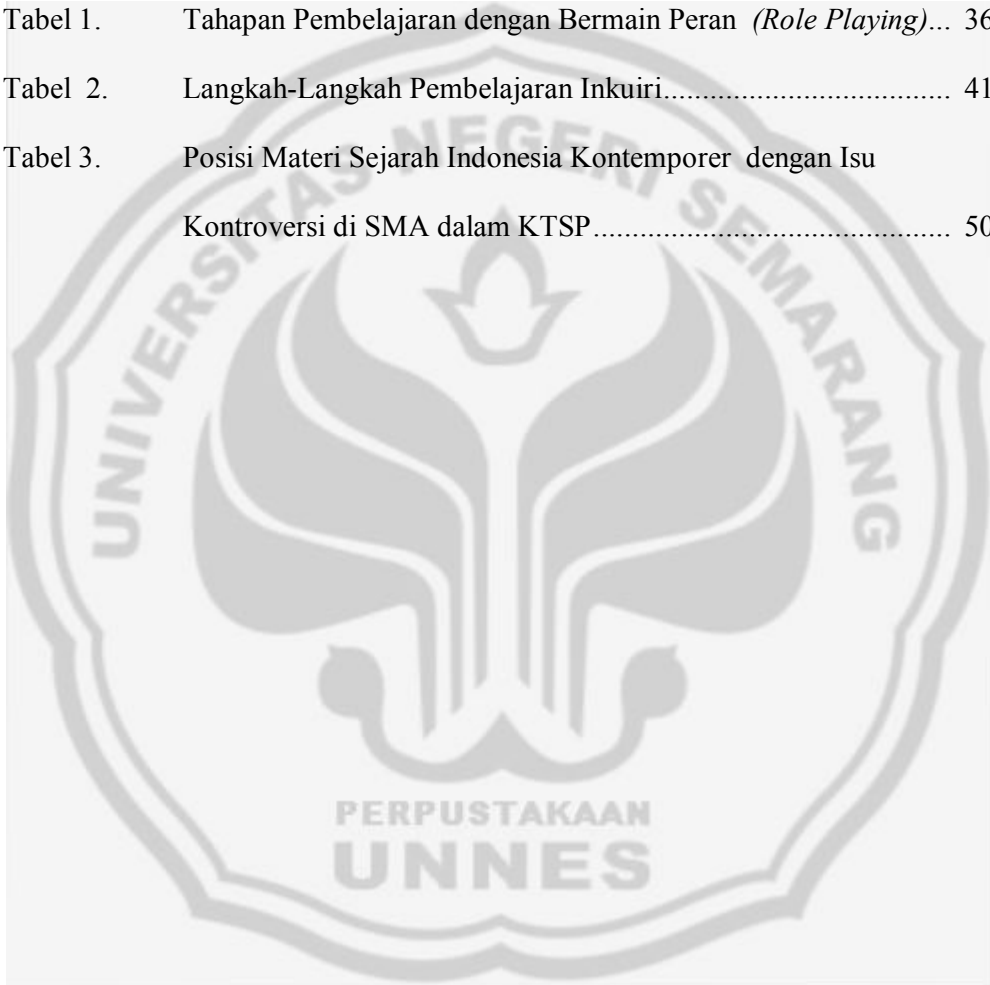 Tabel 1. Tahapan Pembelajaran dengan Bermain Peran (Role Playing)... 36
Tabel 2. Langkah-Langkah Pembelajaran Inkuiri.................................. 41
Tabel 3. Posisi Materi Sejarah Indonesia Kontemporer dengan Isu
Kontroversi di SMA dalam KTSP.......................................... 50
UNIVERSITAS NEGERI SEMARANG
PERPUSTAKAAN
UNNES